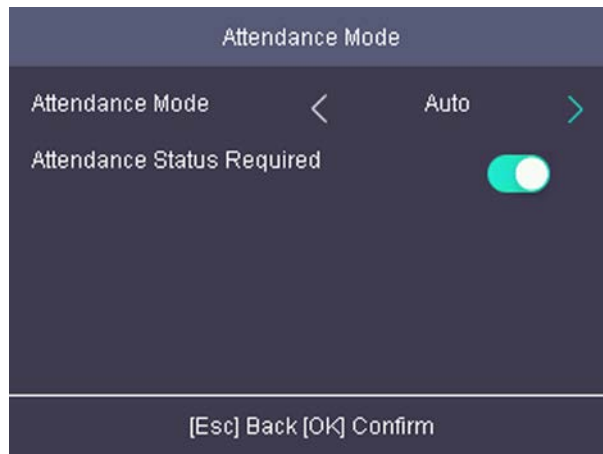 Attendance Mode
Attendance Mode < Auto >
Attendance Status Required
[Esc] Back [OK] Confirm